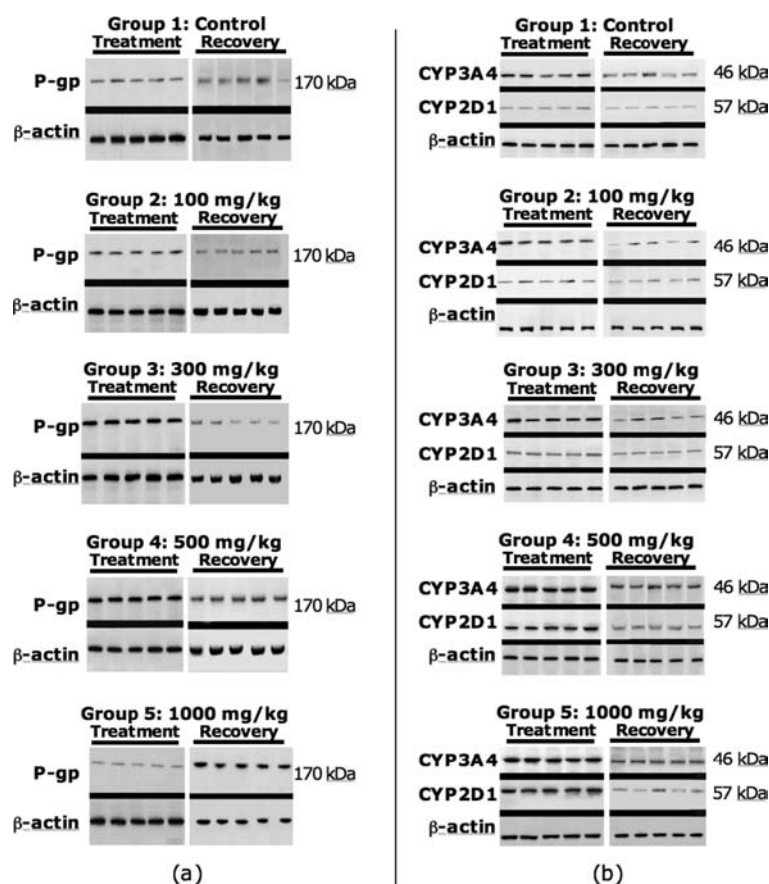 Group 1: Control
Treatment Recovery
P-gp 170 kDa
β-actin
Group 2: 100 mg/kg
Treatment Recovery
P-gp 170 kDa
β-actin
Group 3: 300 mg/kg
Treatment Recovery
P-gp 170 kDa
β-actin
Group 4: 500 mg/kg
Treatment Recovery
P-gp 170 kDa
β-actin
Group 5: 1000 mg/kg
Treatment Recovery
P-gp 170 kDa
β-actin
(a)
Group 1: Control
Treatment Recovery
CYP3A4 46 kDa
CYP2D1 57 kDa
β-actin
Group 2: 100 mg/kg
Treatment Recovery
CYP3A4 46 kDa
CYP2D1 57 kDa
β-actin
Group 3: 300 mg/kg
Treatment Recovery
CYP3A4 46 kDa
CYP2D1 57 kDa
β-actin
Group 4: 500 mg/kg
Treatment Recovery
CYP3A4 46 kDa
CYP2D1 57 kDa
β-actin
Group 5: 1000 mg/kg
Treatment Recovery
CYP3A4 46 kDa
CYP2D1 57 kDa
β-actin
(b)